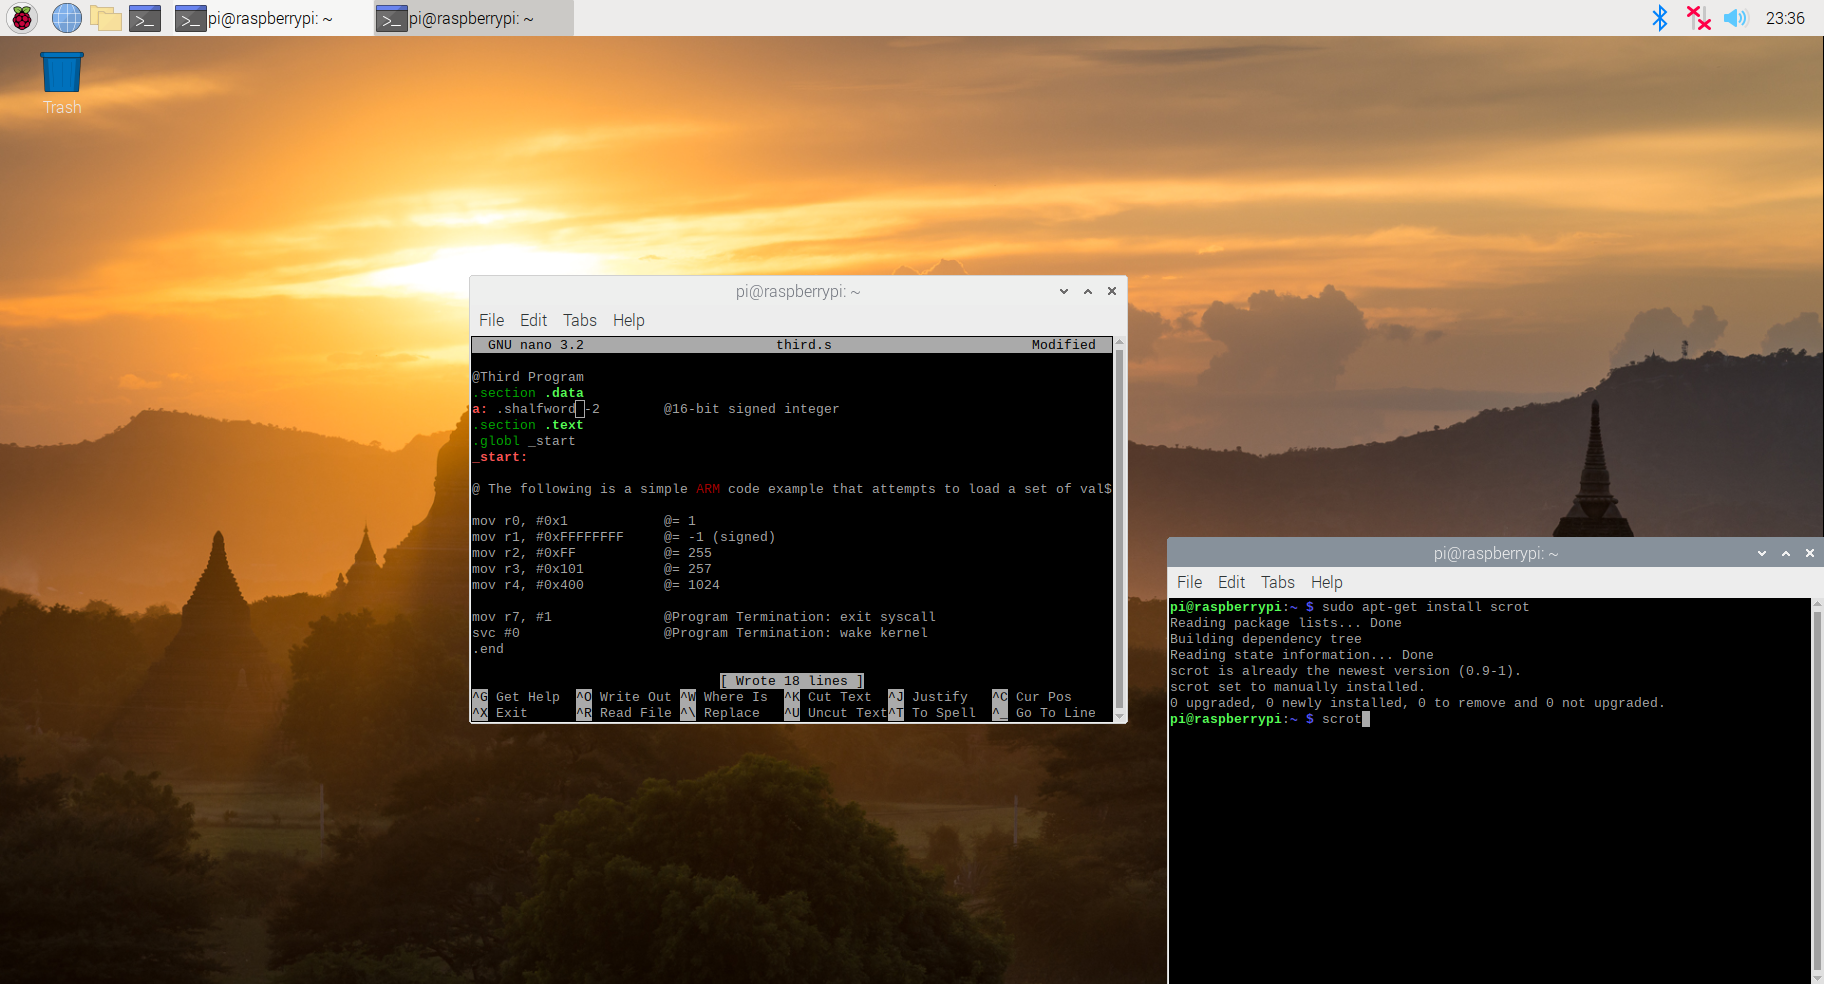 pi@raspberrypi: ~ pi@raspberrypi: ~ 23:36
Trash
pi@raspberrypi: ~
File Edit Tabs Help
GNU nano 3.2 third.s Modified
@Third Program
.section .data
a: .shalfword -2 @16-bit signed integer
.section .text
.globl _start
_start:
@ The following is a simple ARM code example that attempts to load a set of val$
mov r0, #0x1 @= 1
mov r1, #0xFFFFFFFF @= -1 (signed)
mov r2, #0xFF @= 255
mov r3, #0x101 @= 257
mov r4, #0x400 @= 1024
mov r7, #1 @Program Termination: exit syscall
svc #0 @Program Termination: wake kernel
.end
[ Wrote 18 lines ]
^G Get Help ^O Write Out ^W Where Is ^K Cut Text ^J Justify ^C Cur Pos
^X Exit ^R Read File ^\ Replace ^U Uncut Text ^T To Spell ^_ Go To Line
pi@raspberrypi: ~
File Edit Tabs Help
pi@raspberrypi:~ $ sudo apt-get install scrot
Reading package lists... Done
Building dependency tree
Reading state information... Done
scrot is already the newest version (0.9-1).
scrot set to manually installed.
0 upgraded, 0 newly installed, 0 to remove and 0 not upgraded.
pi@raspberrypi:~ $ scrot